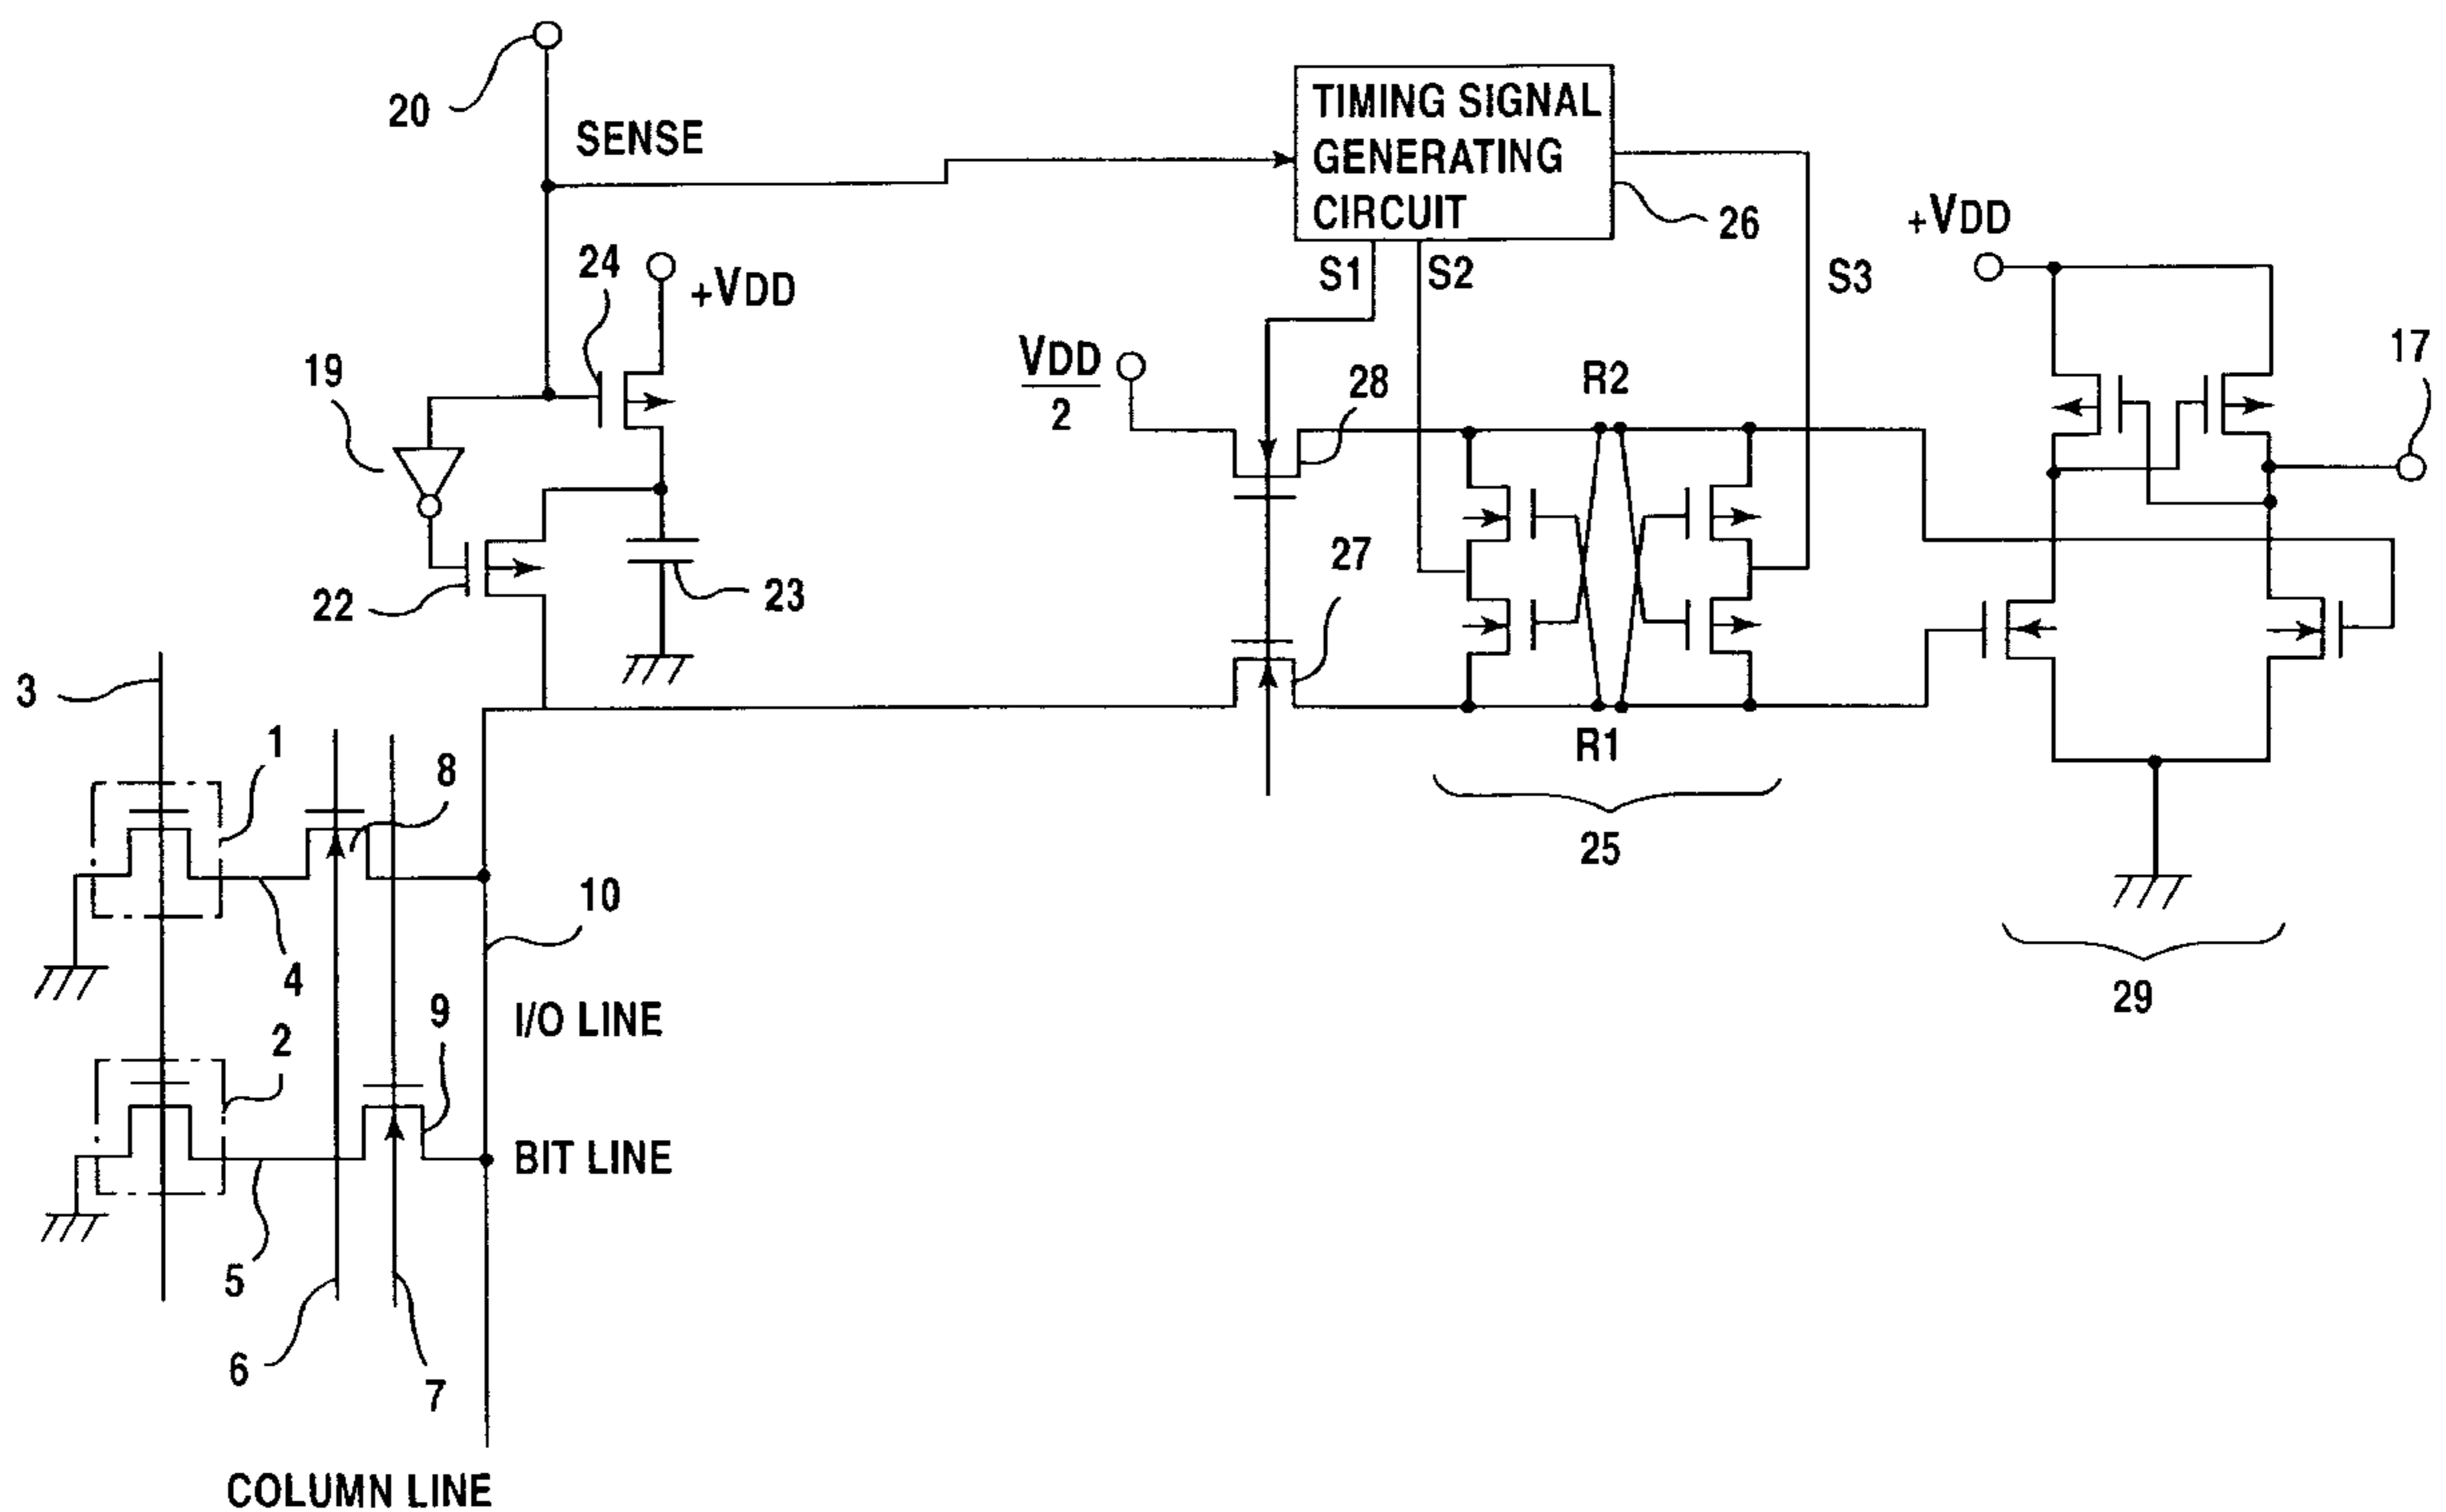 20
SENSE
TIMING SIGNAL
GENERATING
CIRCUIT
26
24
+VDD
S1
S2
S3
+VDD
19
VDD
2
28
R2
17
22
23
27
3
1
8
R1
25
10
4
29
2
9
I/O LINE
BIT LINE
5
6
7
COLUMN LINE